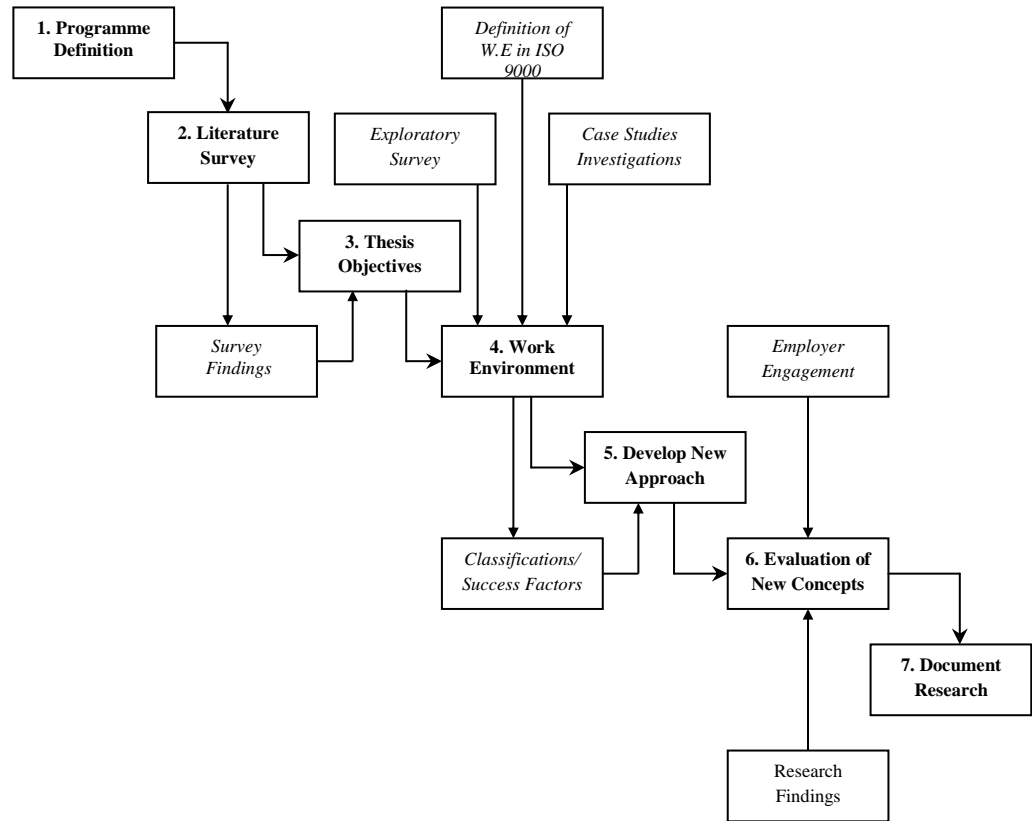 1. Programme
Definition
Definition of
W.E in ISO
9000
2. Literature
Survey
Exploratory
Survey
Case Studies
Investigations
3. Thesis
Objectives
Survey
Findings
4. Work
Environment
Employer
Engagement
5. Develop New
Approach
Classifications/
Success Factors
6. Evaluation of
New Concepts
7. Document
Research
Research
Findings